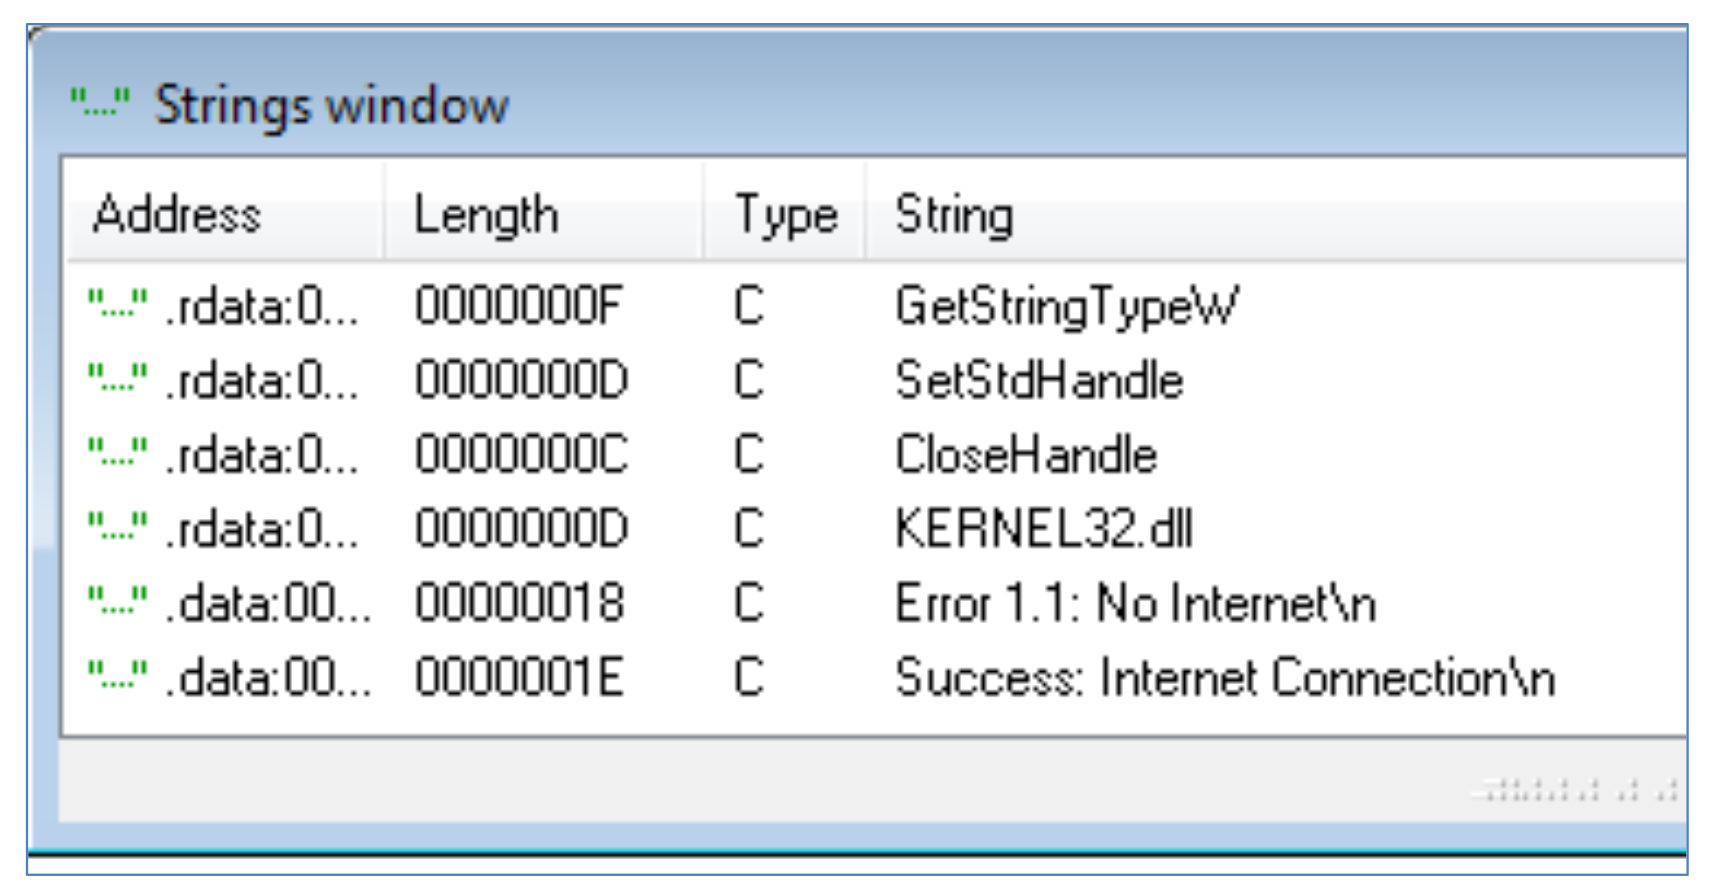 "...." Strings window
Address Length Type String
"...." .rdata:0... 0000000F C GetStringTypeW
"...." .rdata:0... 0000000D C SetStdHandle
"...." .rdata:0... 0000000C C CloseHandle
"...." .rdata:0... 0000000D C KERNEL32.dll
"...." .data:00... 00000018 C Error 1.1: No Internet\n
"...." .data:00... 0000001E C Success: Internet Connection\n